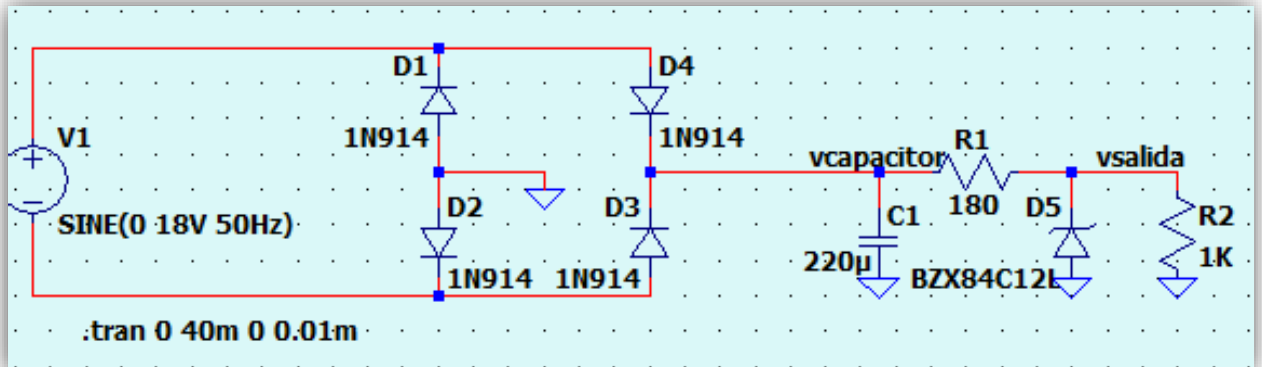 D1
D4
V1
1N914
1N914
vcapacitor
R1
vsalida
SINE(0 18V 50Hz)
D2
D3
180
D5
R2
C1
1N914
1N914
220µ
BZX84C12L
1K
.tran 0 40m 0 0.01m